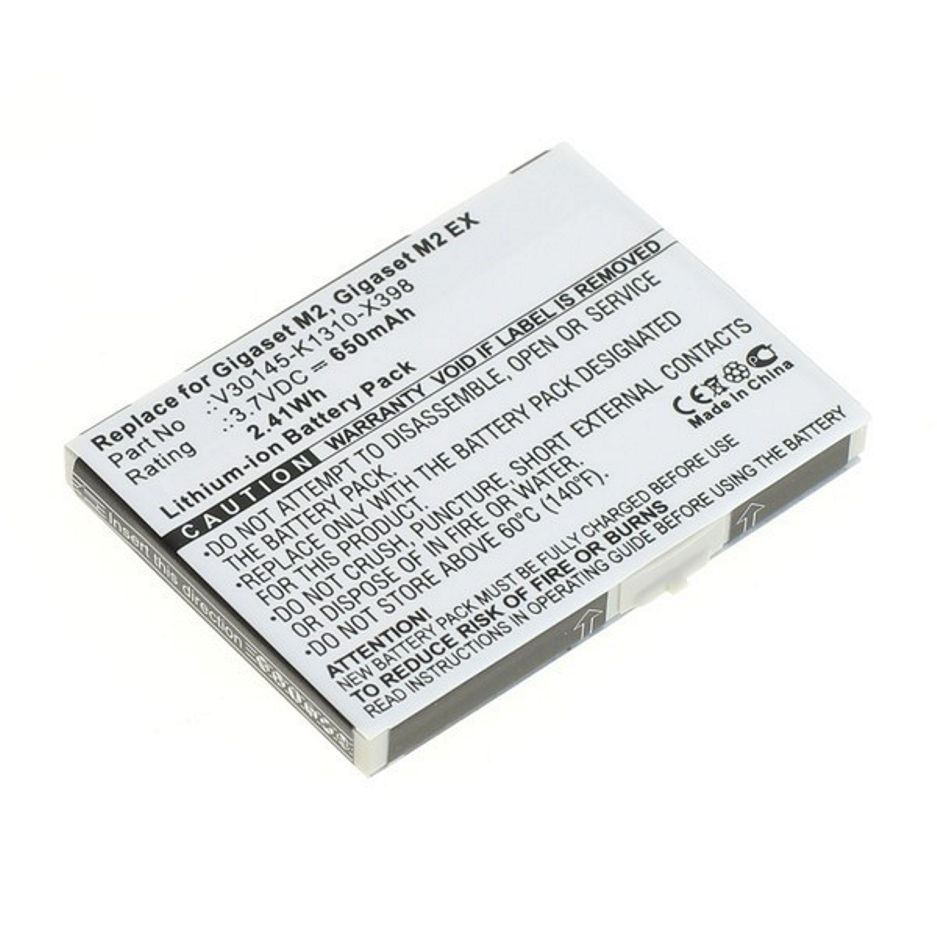 Replace for Gigaset M2, Gigaset M2 EX
Part No .:V30145-K1310-X398
Rating .:3.7VDC ⎓ 650mAh
2.41Wh
Lithium-ion Battery Pack
CAUTION WARRANTY VOID IF LABEL IS REMOVED
•DO NOT ATTEMPT TO DISASSEMBLE, OPEN OR SERVICE
THE BATTERY PACK.
•REPLACE ONLY WITH THE BATTERY PACK DESIGNATED
FOR THIS PRODUCT.
•DO NOT CRUSH, PUNCTURE, SHORT CIRCUIT EXTERNAL CONTACTS
OR DISPOSE OF IN FIRE OR WATER.
•DO NOT STORE ABOVE 60°C (140°F).
ATTENTION!
NEW BATTERY PACK MUST BE FULLY CHARGED BEFORE USE
TO REDUCE RISK OF FIRE OR BURNS
READ INSTRUCTIONS IN OPERATING GUIDE BEFORE USING THE BATTERY
CE
Made in China
Insert this direction